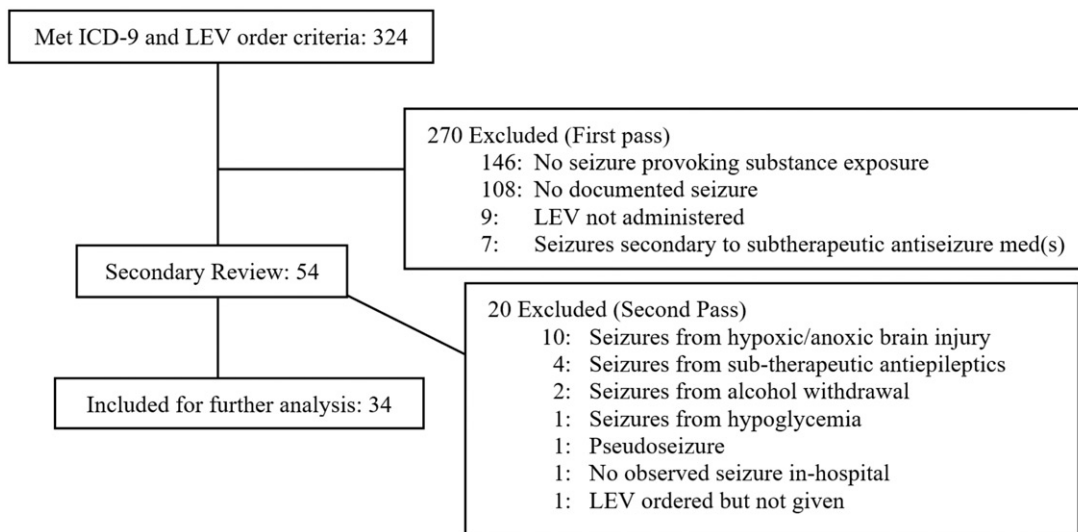 Met ICD-9 and LEV order criteria: 324
270 Excluded (First pass)
146: No seizure provoking substance exposure
108: No documented seizure
9: LEV not administered
7: Seizures secondary to subtherapeutic antiseizure med(s)
Secondary Review: 54
20 Excluded (Second Pass)
10: Seizures from hypoxic/anoxic brain injury
4: Seizures from sub-therapeutic antiepileptics
2: Seizures from alcohol withdrawal
1: Seizures from hypoglycemia
1: Pseudoseizure
1: No observed seizure in-hospital
1: LEV ordered but not given
Included for further analysis: 34